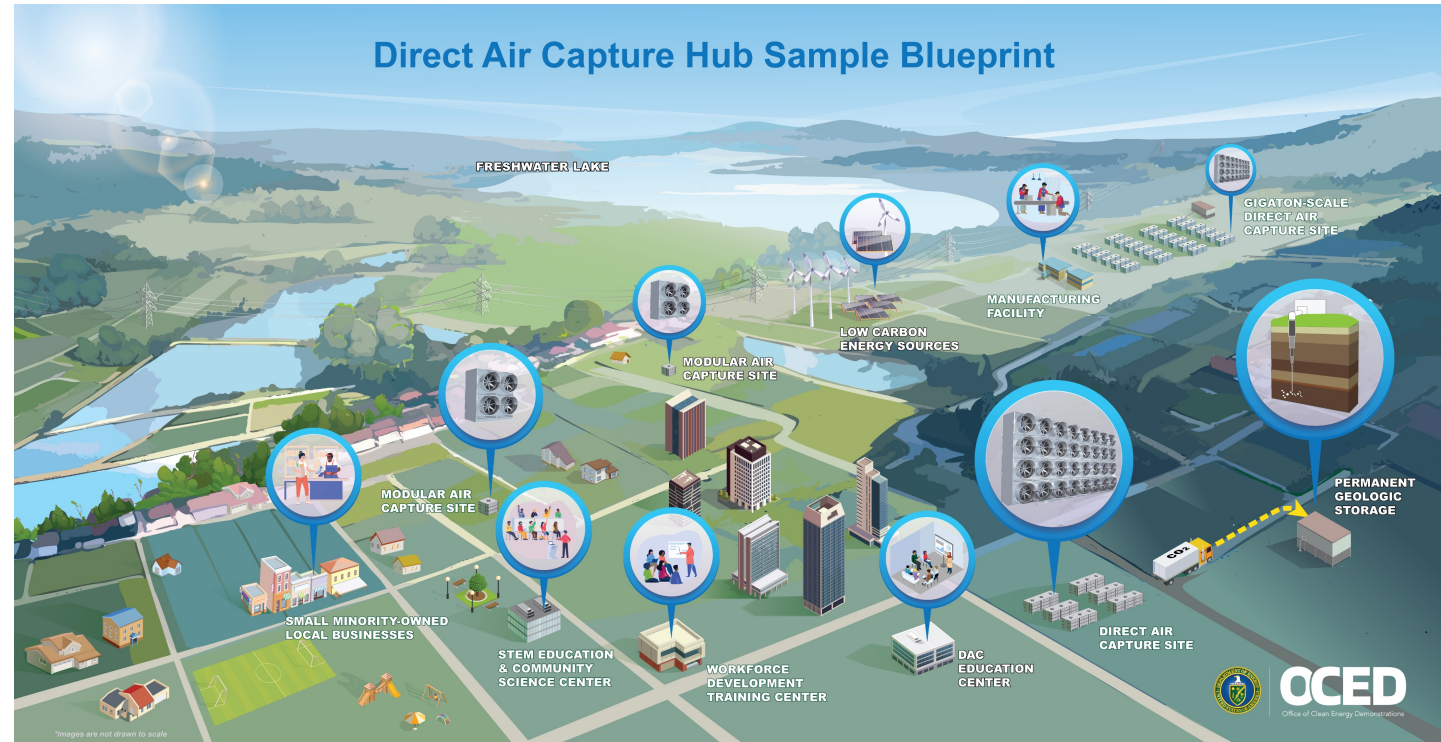 Direct Air Capture Hub Sample Blueprint
FRESHWATER LAKE
GIGATON-SCALE
DIRECT AIR
CAPTURE SITE
MANUFACTURING
FACILITY
LOW CARBON
ENERGY SOURCES
MODULAR AIR
CAPTURE SITE
MODULAR AIR
CAPTURE SITE
PERMANENT
GEOLOGIC
STORAGE
CO2
SMALL MINORITY-OWNED
LOCAL BUSINESSES
STEM EDUCATION
& COMMUNITY
SCIENCE CENTER
WORKFORCE
DEVELOPMENT
TRAINING CENTER
DAC
EDUCATION
CENTER
DIRECT AIR
CAPTURE SITE
OCED
Office of Clean Energy Demonstrations
*Images are not drawn to scale